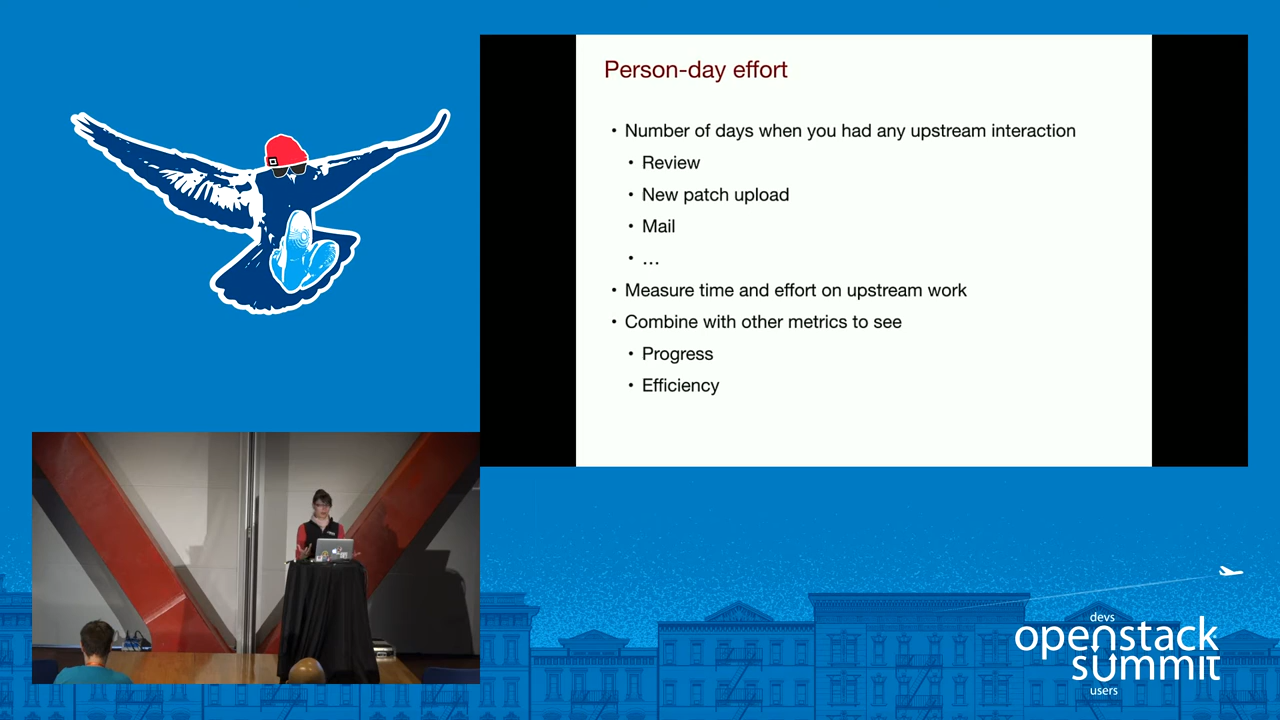 Person-day effort
• Number of days when you had any upstream interaction
• Review
• New patch upload
• Mail
• …
• Measure time and effort on upstream work
• Combine with other metrics to see
• Progress
• Efficiency
devs
openstack
summit
users